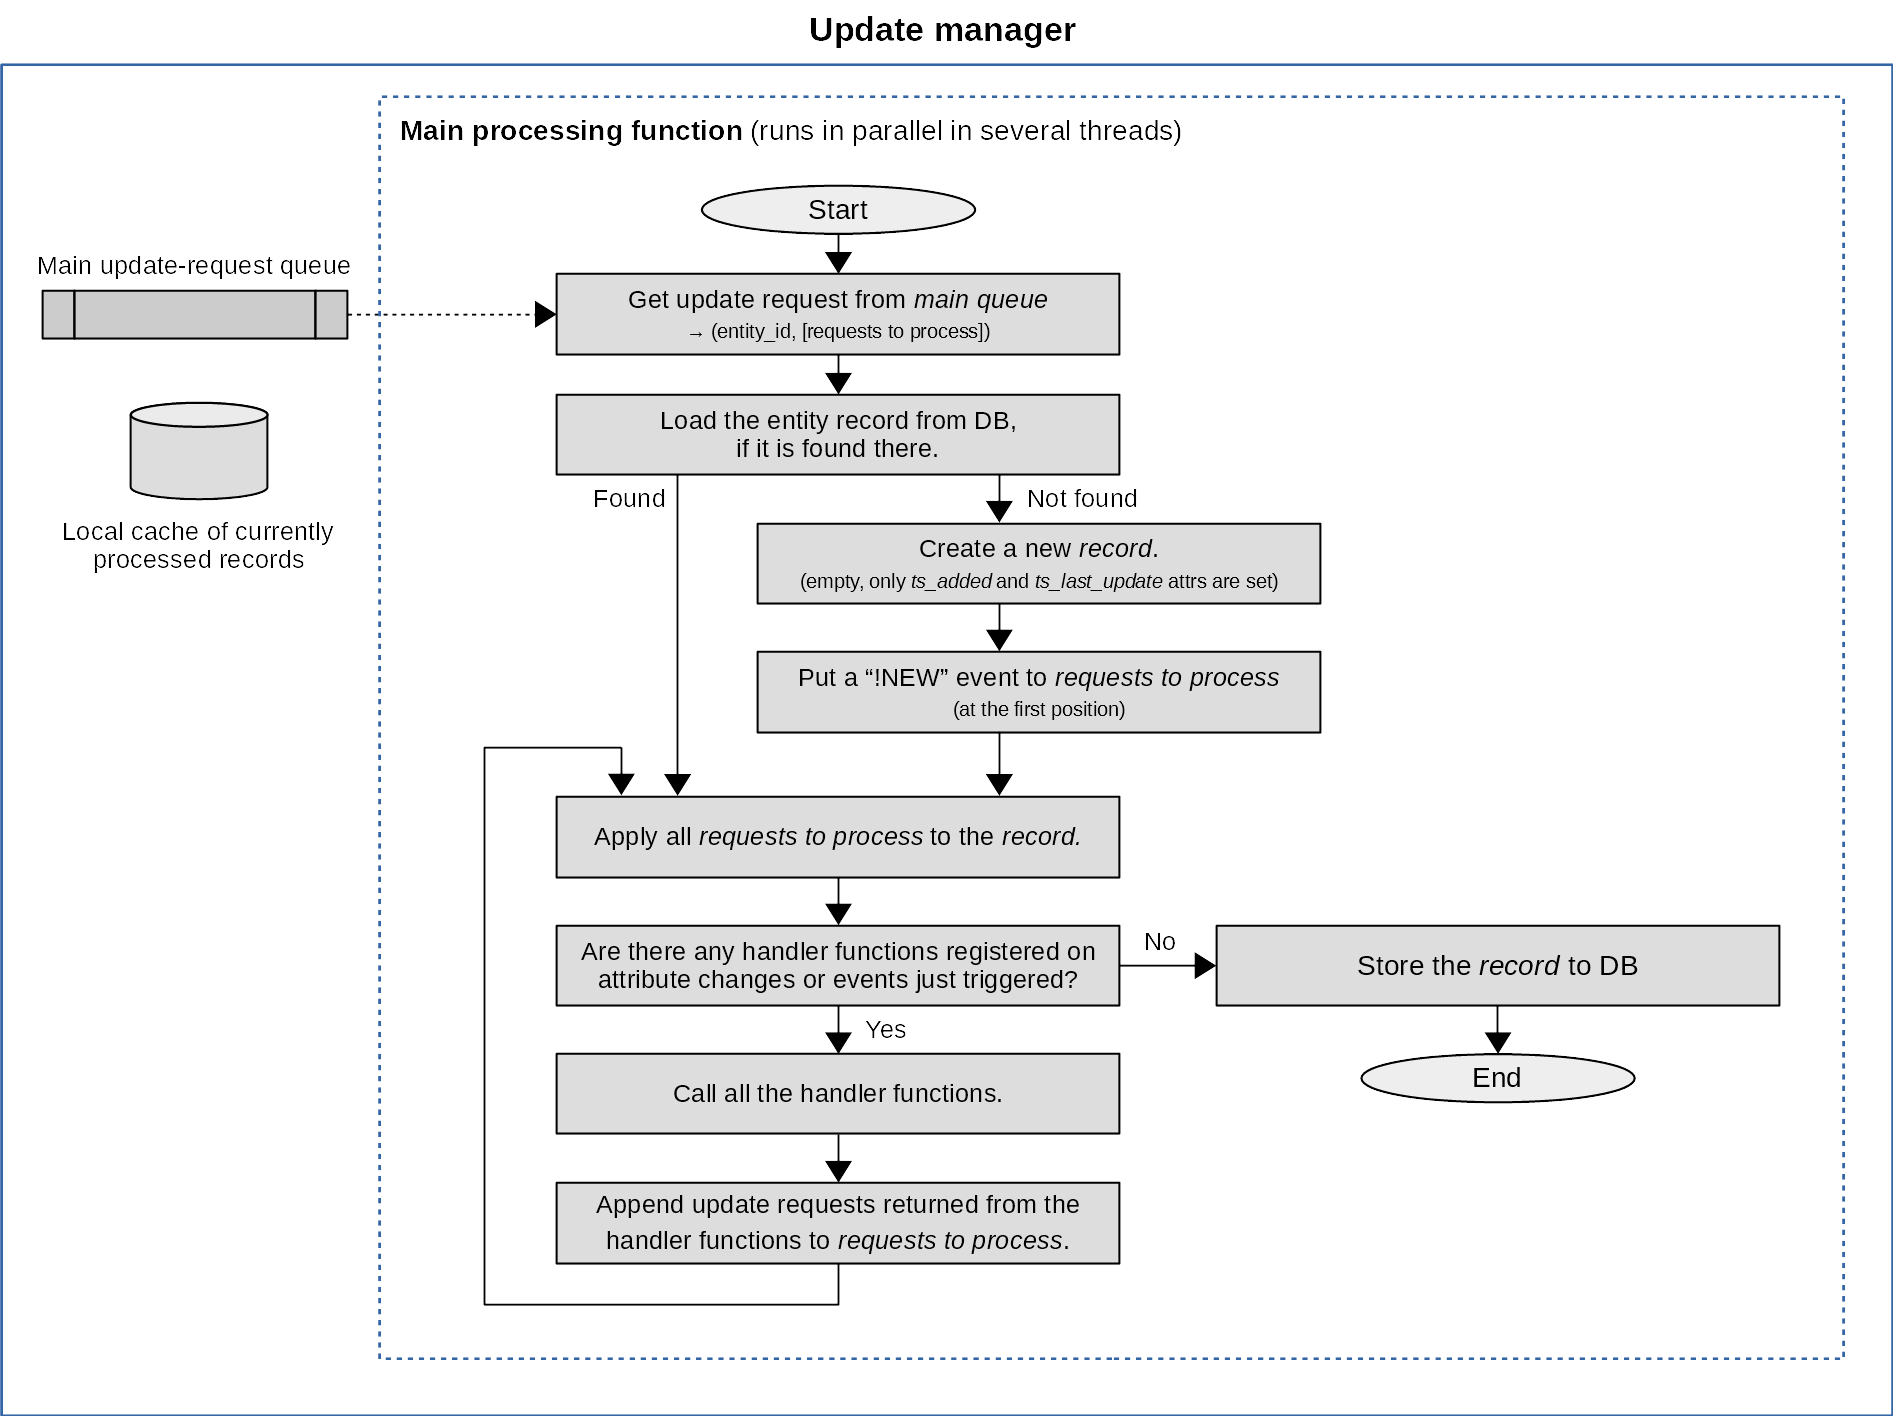 Update manager
Main processing function (runs in parallel in several threads)
Start
Main update-request queue
Get update request from main queue
→ (entity_id, [requests to process])
Load the entity record from DB,
if it is found there.
Found
Not found
Local cache of currently
processed records
Create a new record.
(empty, only ts_added and ts_last_update attrs are set)
Put a “!NEW” event to requests to process
(at the first position)
Apply all requests to process to the record.
Are there any handler functions registered on
attribute changes or events just triggered?
No
Store the record to DB
Yes
End
Call all the handler functions.
Append update requests returned from the
handler functions to requests to process.